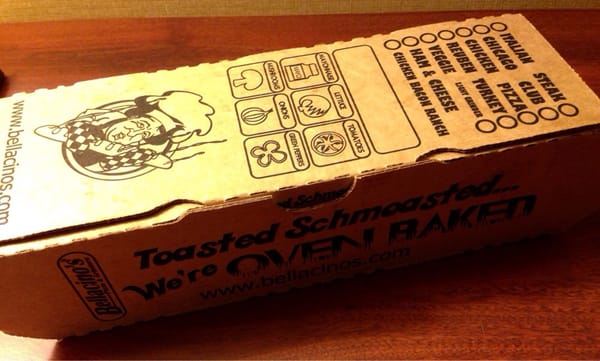 www.bellacinos.com
MUSHROOMS
MAYONAISE
ONIONS
LETTUCE
GREEN PEPPERS
TOMATOES
ITALIAN
STEAK
CHICAGO
CLUB
CHICKEN
PIZZA
REUBEN
TURKEY
VEGGIE
HAM & CHEESE
CHICKEN BACON RANCH
Toasted Schmoasted...
We're OVEN BAKED
www.bellacinos.com
Bellacino's